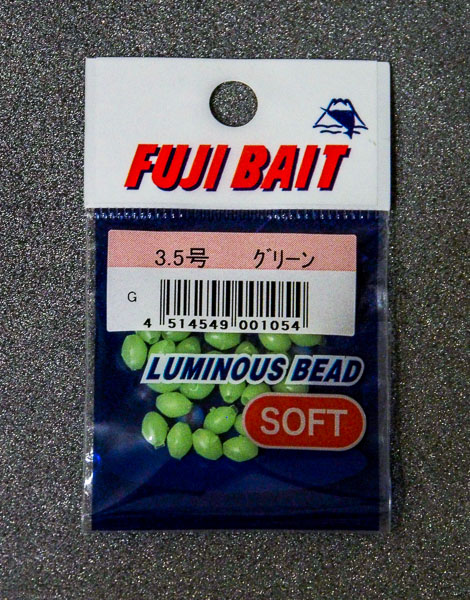 FUJI BAIT
3.5号 グリーン
G
4 514549 001054
LUMINOUS BEAD
SOFT